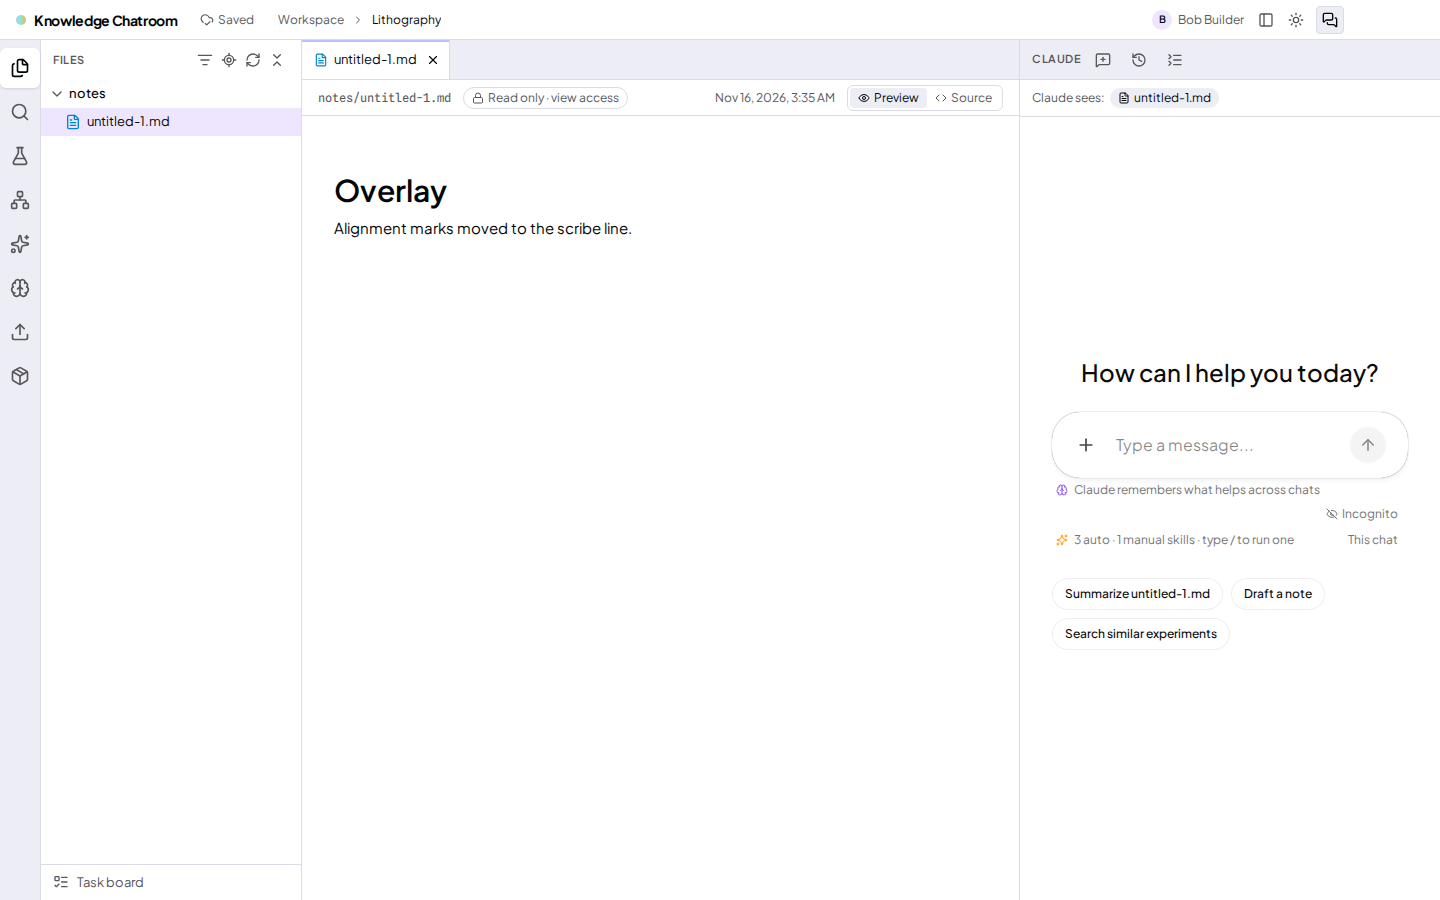 Knowledge Chatroom
Saved
Workspace
Lithography
B
Bob Builder
FILES
notes
untitled-1.md
Task board
untitled-1.md
notes/untitled-1.md
Read only · view access
Nov 16, 2026, 3:35 AM
Preview
Source
Overlay
Alignment marks moved to the scribe line.
CLAUDE
Claude sees:
untitled-1.md
How can I help you today?
Type a message...
Claude remembers what helps across chats
Incognito
3 auto · 1 manual skills · type / to run one
This chat
Summarize untitled-1.md
Draft a note
Search similar experiments